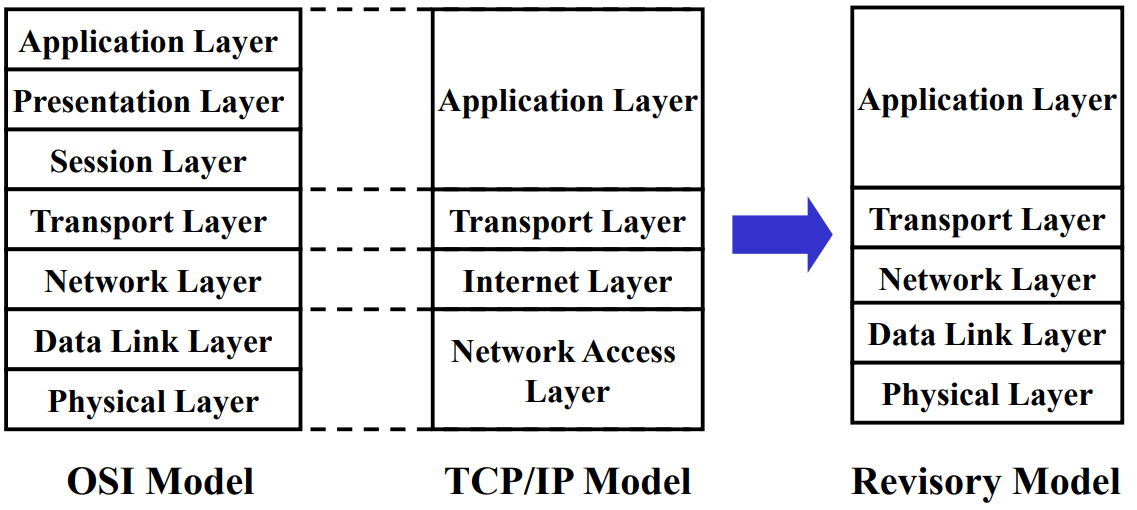 Application Layer
Presentation Layer
Session Layer
Transport Layer
Network Layer
Data Link Layer
Physical Layer
OSI Model
Application Layer
Transport Layer
Internet Layer
Network Access
Layer
TCP/IP Model
Application Layer
Transport Layer
Network Layer
Data Link Layer
Physical Layer
Revisory Model